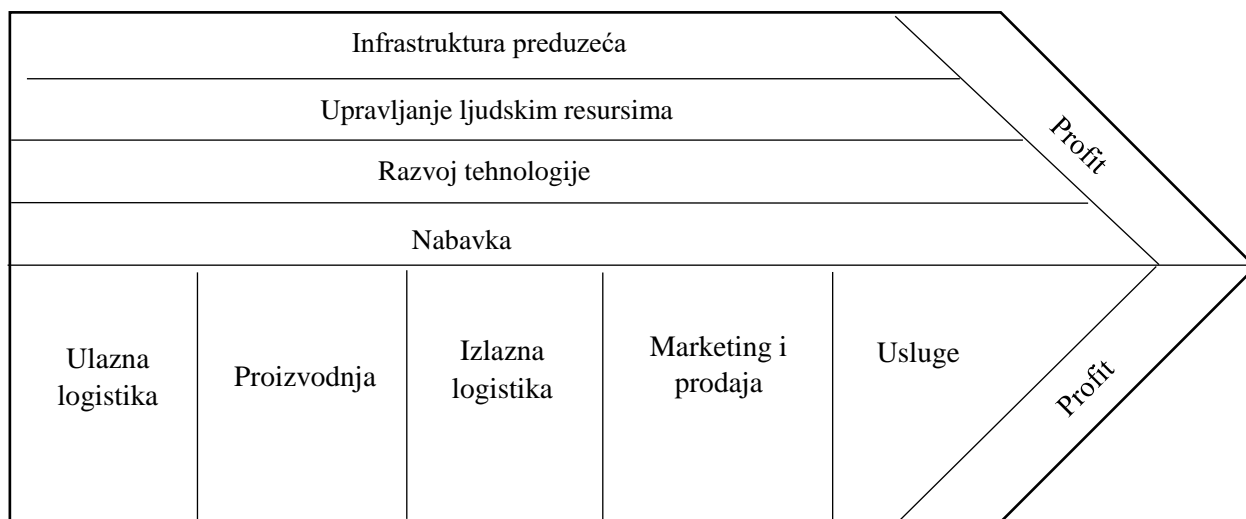 Infrastruktura preduzeća
Upravljanje ljudskim resursima
Razvoj tehnologije
Nabavka
Profit
Ulazna
logistika
Proizvodnja
Izlazna
logistika
Marketing i
prodaja
Usluge
Profit